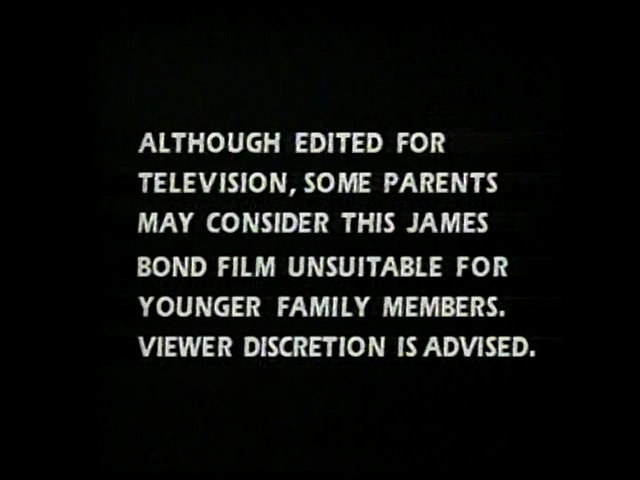 ALTHOUGH EDITED FOR
TELEVISION, SOME PARENTS
MAY CONSIDER THIS JAMES
BOND FILM UNSUITABLE FOR
YOUNGER FAMILY MEMBERS.
VIEWER DISCRETION IS ADVISED.